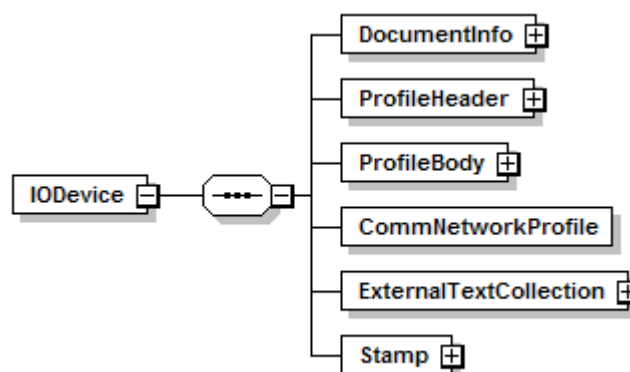 DocumentInfo
ProfileHeader
ProfileBody
IODevice
CommNetworkProfile
ExternalTextCollection
Stamp